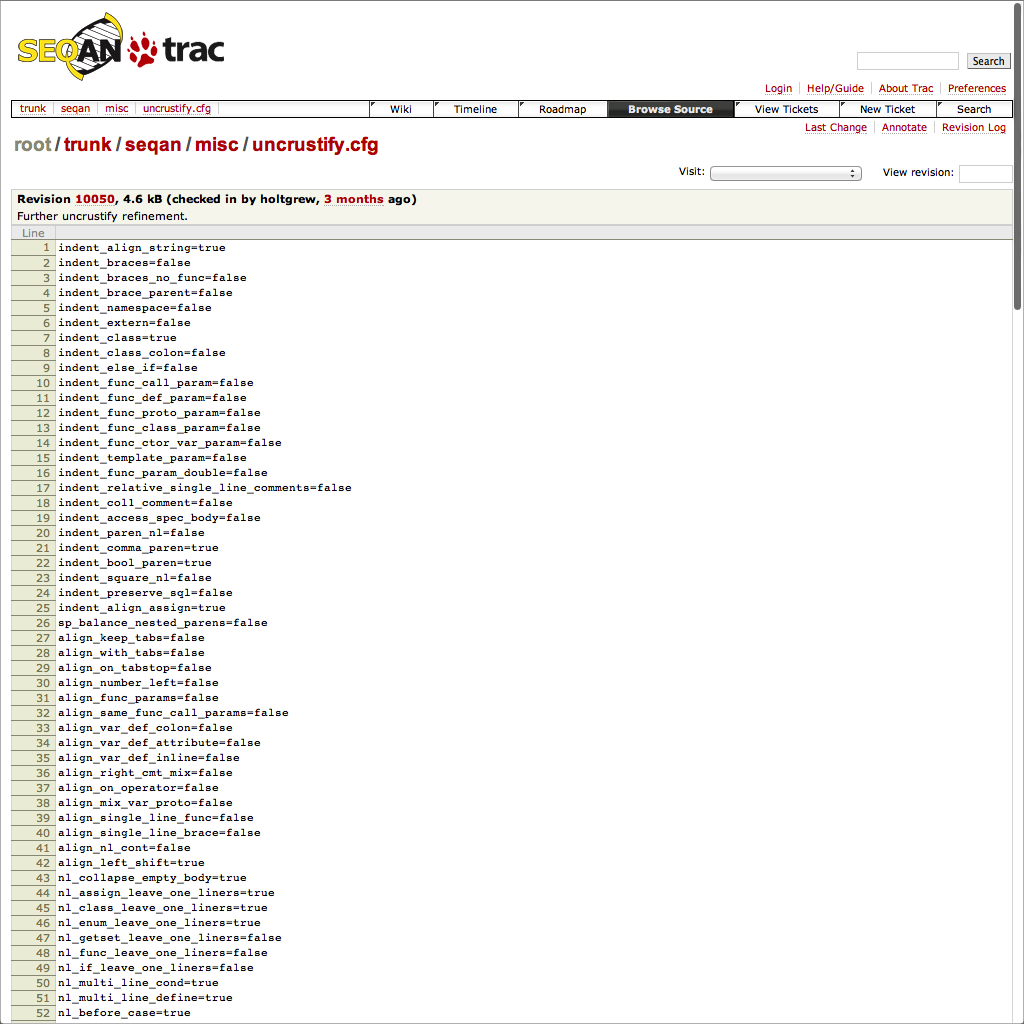 SEQAN trac
Search
Login Help/Guide About Trac Preferences
trunk seqan misc uncrustify.cfg Wiki Timeline Roadmap Browse Source View Tickets New Ticket Search
Last Change Annotate Revision Log
root/trunk/seqan/misc/uncrustify.cfg
Visit: View revision:
Revision 10050, 4.6 kB (checked in by holtgrew, 3 months ago)
Further uncrustify refinement.
Line
1 indent_align_string=true
2 indent_braces=false
3 indent_braces_no_func=false
4 indent_brace_parent=false
5 indent_namespace=false
6 indent_extern=false
7 indent_class=true
8 indent_class_colon=false
9 indent_else_if=false
10 indent_func_call_param=false
11 indent_func_def_param=false
12 indent_func_proto_param=false
13 indent_func_class_param=false
14 indent_func_ctor_var_param=false
15 indent_template_param=false
16 indent_func_param_double=false
17 indent_relative_single_line_comments=false
18 indent_coll_comment=false
19 indent_access_spec_body=false
20 indent_paren_nl=false
21 indent_comma_paren=true
22 indent_bool_paren=true
23 indent_square_nl=false
24 indent_preserve_sql=false
25 indent_align_assign=true
26 sp_balance_nested_parens=false
27 align_keep_tabs=false
28 align_with_tabs=false
29 align_on_tabstop=false
30 align_number_left=false
31 align_func_params=false
32 align_same_func_call_params=false
33 align_var_def_colon=false
34 align_var_def_attribute=false
35 align_var_def_inline=false
36 align_right_cmt_mix=false
37 align_on_operator=false
38 align_mix_var_proto=false
39 align_single_line_func=false
40 align_single_line_brace=false
41 align_nl_cont=false
42 align_left_shift=true
43 nl_collapse_empty_body=true
44 nl_assign_leave_one_liners=true
45 nl_class_leave_one_liners=true
46 nl_enum_leave_one_liners=true
47 nl_getset_leave_one_liners=false
48 nl_func_leave_one_liners=false
49 nl_if_leave_one_liners=false
50 nl_multi_line_cond=true
51 nl_multi_line_define=true
52 nl_before_case=true